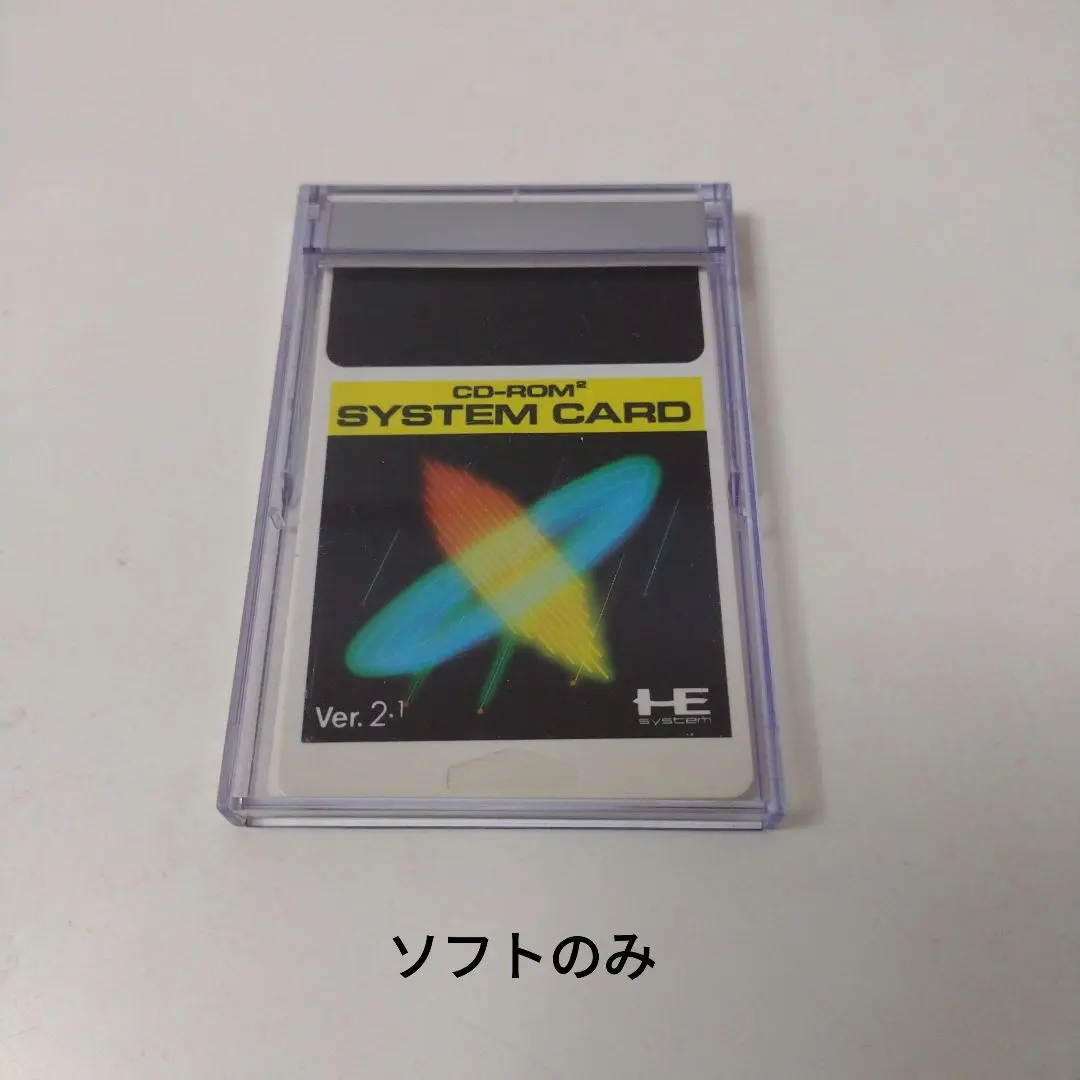 CD-ROM²
SYSTEM CARD
Ver. 2.1
HE
system
ソフトのみ